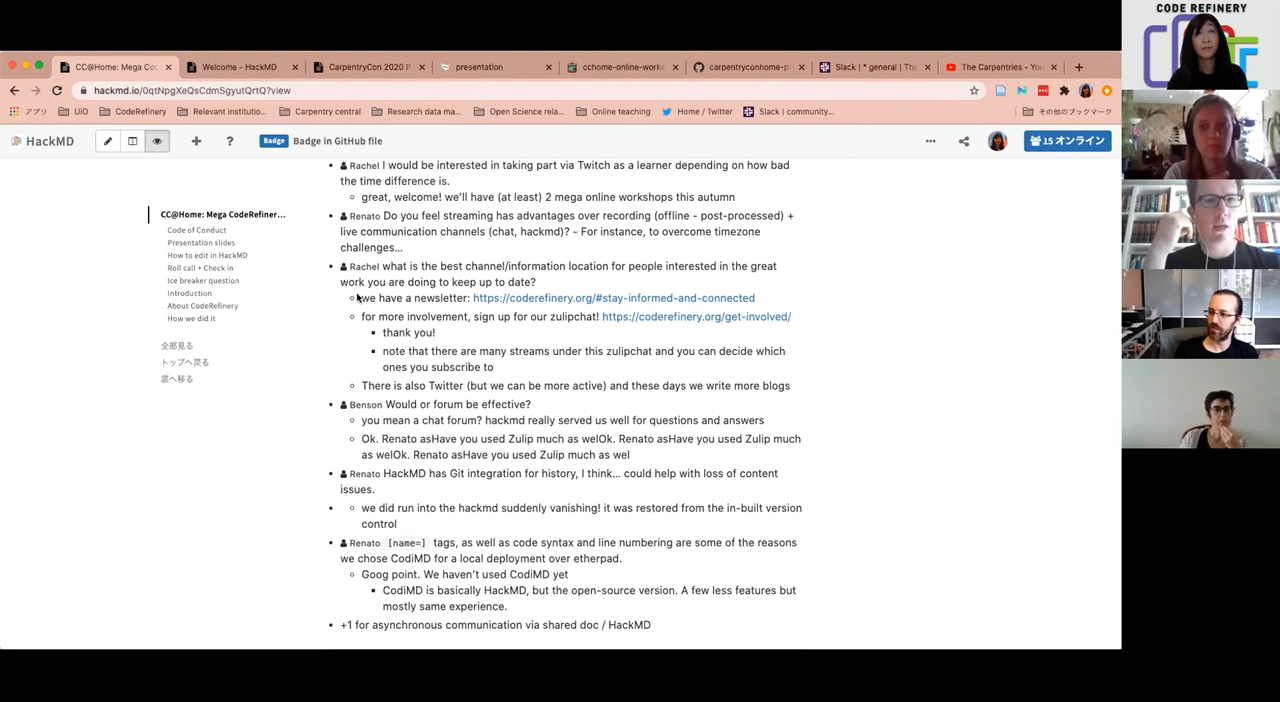 CODE REFINERY
CC@Home: Mega Coc
Welcome - HackMD
CarpentryCon 2020 P
presentation
cchome-online-works
carpentryconhome-p
Slack | * general | The
The Carpentries - You
hackmd.io/0qtNpgXeQsCdmSgyutQrtQ?view
アプリ
UiO
CodeRefinery
Relevant institutio...
Carpentry central
Research data ma...
Open Science rela...
Online teaching
Home / Twitter
Slack | community...
その他のブックマーク
HackMD
?
Badge
Badge in GitHub file
15 オンライン
CC@Home: Mega CodeRefiner...
Code of Conduct
Presentation slides
How to edit in HackMD
Roll call + Check in
Ice breaker question
Introduction
About CodeRefinery
How we did it
全部見る
トップへ戻る
底へ移る
Rachel I would be interested in taking part via Twitch as a learner depending on how bad
the time difference is.
great, welcome! we'll have (at least) 2 mega online workshops this autumn
Renato Do you feel streaming has advantages over recording (offline - post-processed) +
live communication channels (chat, hackmd)? - For instance, to overcome timezone
challenges...
Rachel what is the best channel/information location for people interested in the great
work you are doing to keep up to date?
we have a newsletter: https://coderefinery.org/#stay-informed-and-connected
for more involvement, sign up for our zulipchat! https://coderefinery.org/get-involved/
thank you!
note that there are many streams under this zulipchat and you can decide which
ones you subscribe to
There is also Twitter (but we can be more active) and these days we write more blogs
Benson Would or forum be effective?
you mean a chat forum? hackmd really served us well for questions and answers
Ok. Renato asHave you used Zulip much as welOk. Renato asHave you used Zulip much
as welOk. Renato asHave you used Zulip much as wel
Renato HackMD has Git integration for history, I think... could help with loss of content
issues.
we did run into the hackmd suddenly vanishing! it was restored from the in-built version
control
Renato [name=] tags, as well as code syntax and line numbering are some of the reasons
we chose CodiMD for a local deployment over etherpad.
Goog point. We haven't used CodiMD yet
CodiMD is basically HackMD, but the open-source version. A few less features but
mostly same experience.
+1 for asynchronous communication via shared doc / HackMD